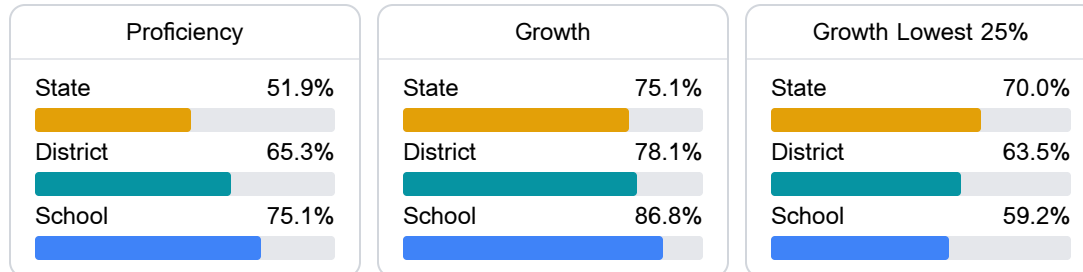 Proficiency
State 51.9%
District 65.3%
School 75.1%
Growth
State 75.1%
District 78.1%
School 86.8%
Growth Lowest 25%
State 70.0%
District 63.5%
School 59.2%